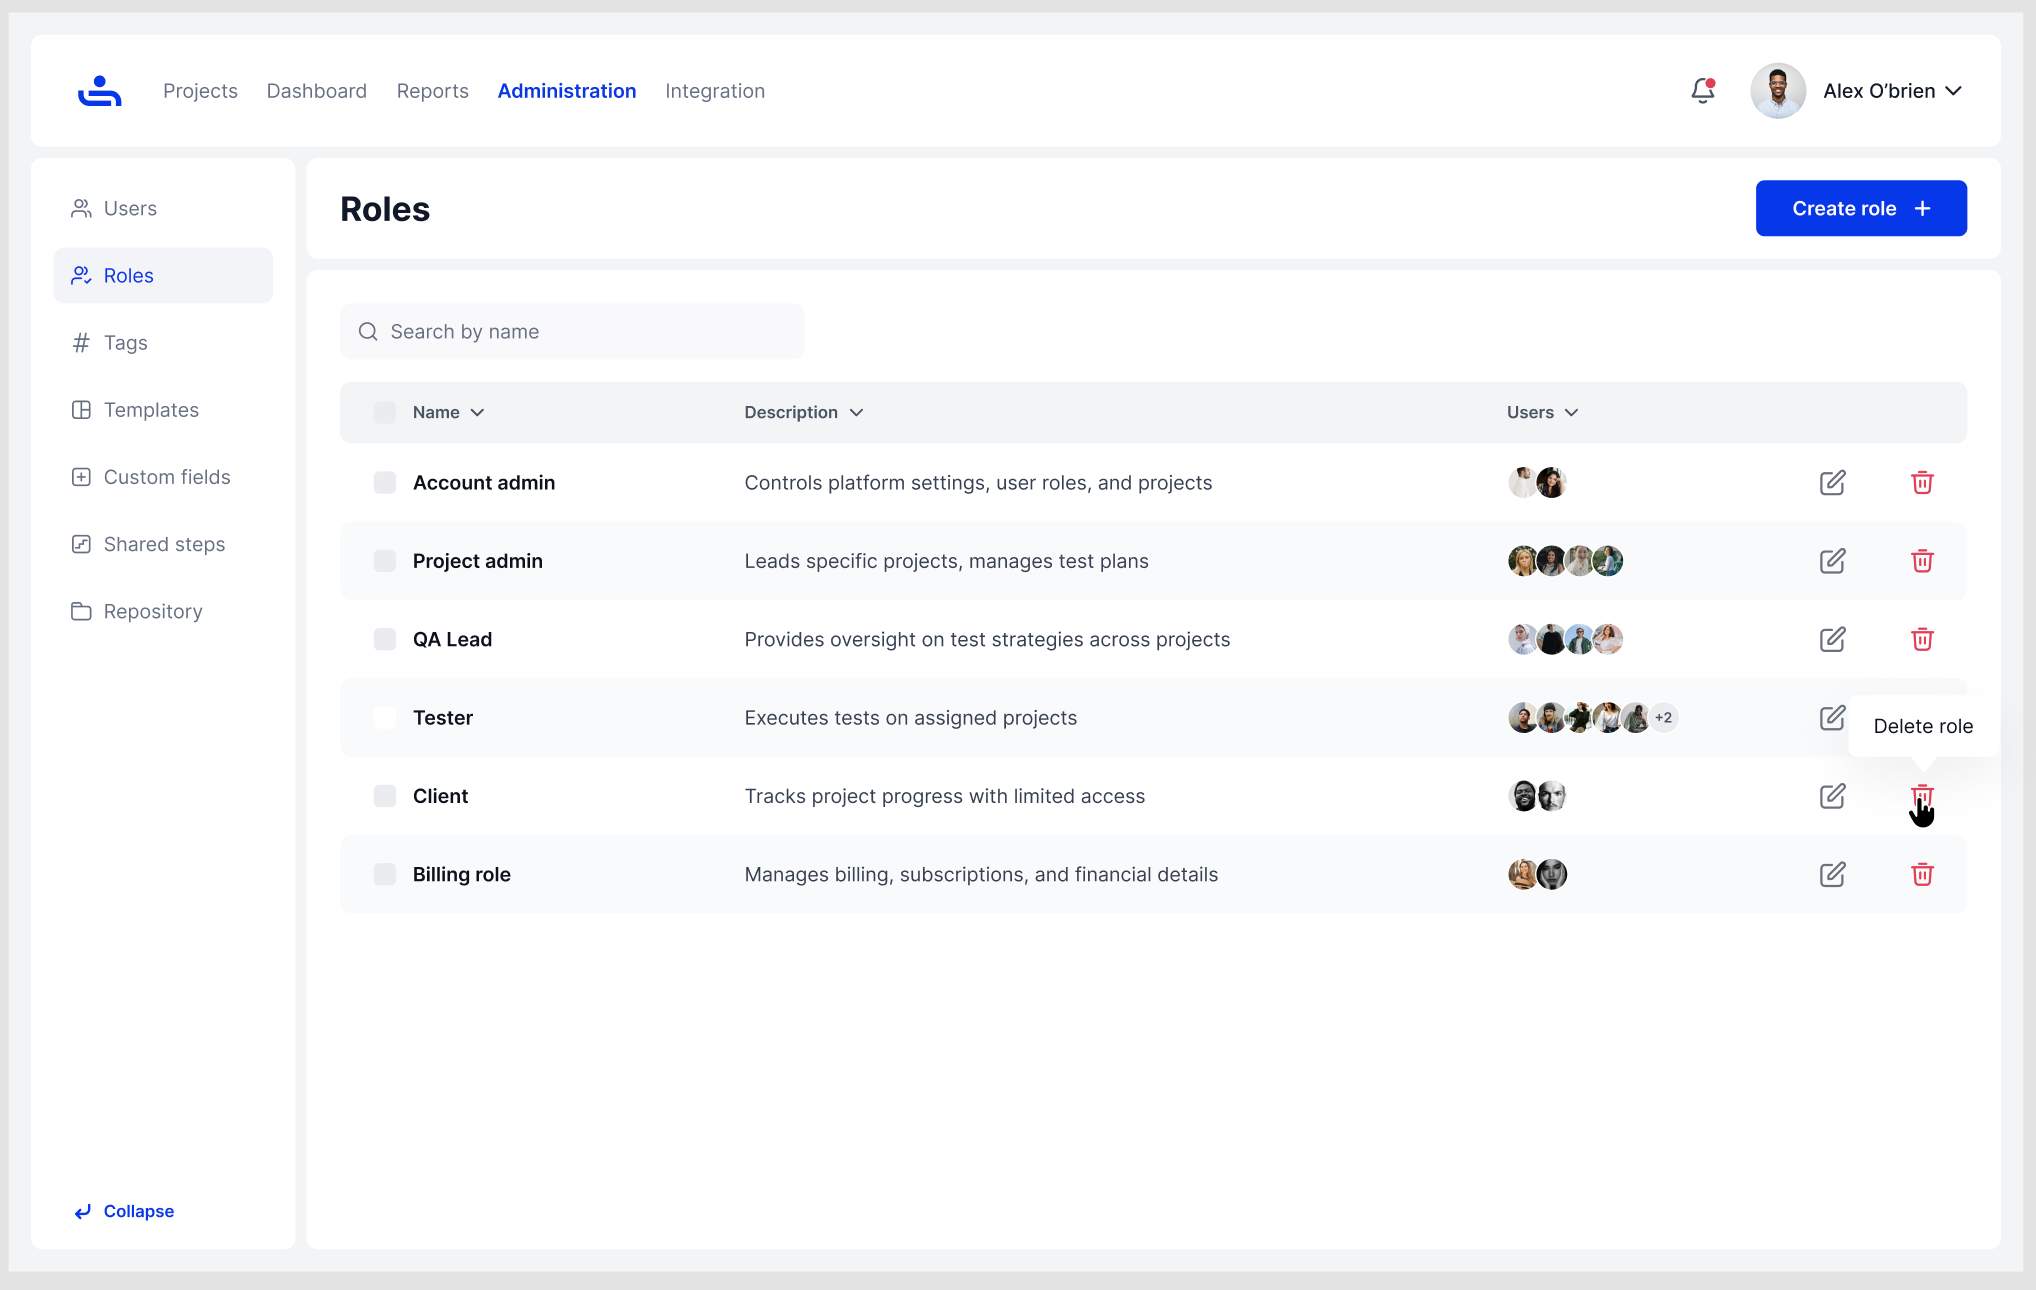 Projects Dashboard Reports Administration Integration Alex O’brien
Users
Roles
Tags
Templates
Custom fields
Shared steps
Repository
Collapse
Roles
Create role
Search by name
Name Description Users
Account admin Controls platform settings, user roles, and projects
Project admin Leads specific projects, manages test plans
QA Lead Provides oversight on test strategies across projects
Tester Executes tests on assigned projects +2
Delete role
Client Tracks project progress with limited access
Billing role Manages billing, subscriptions, and financial details